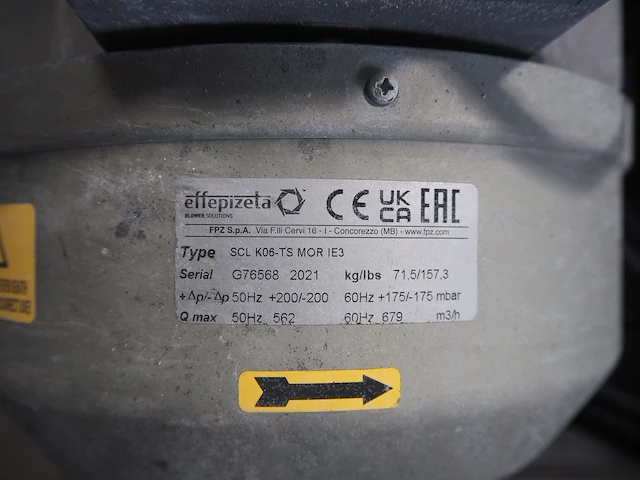 effepizeta
BLOWER SOLUTIONS
CE UK CA EAC
FPZ S.p.A. Via F.lli Cervi 16 - I - Concorezzo (MB) - www.fpz.com
Type SCL K06-TS MOR IE3
Serial G76568 2021 kg/lbs 71,5/157,3
+Δp/-Δp 50Hz +200/-200 60Hz +175/-175 mbar
Q max 50Hz 562 60Hz 679 m3/h